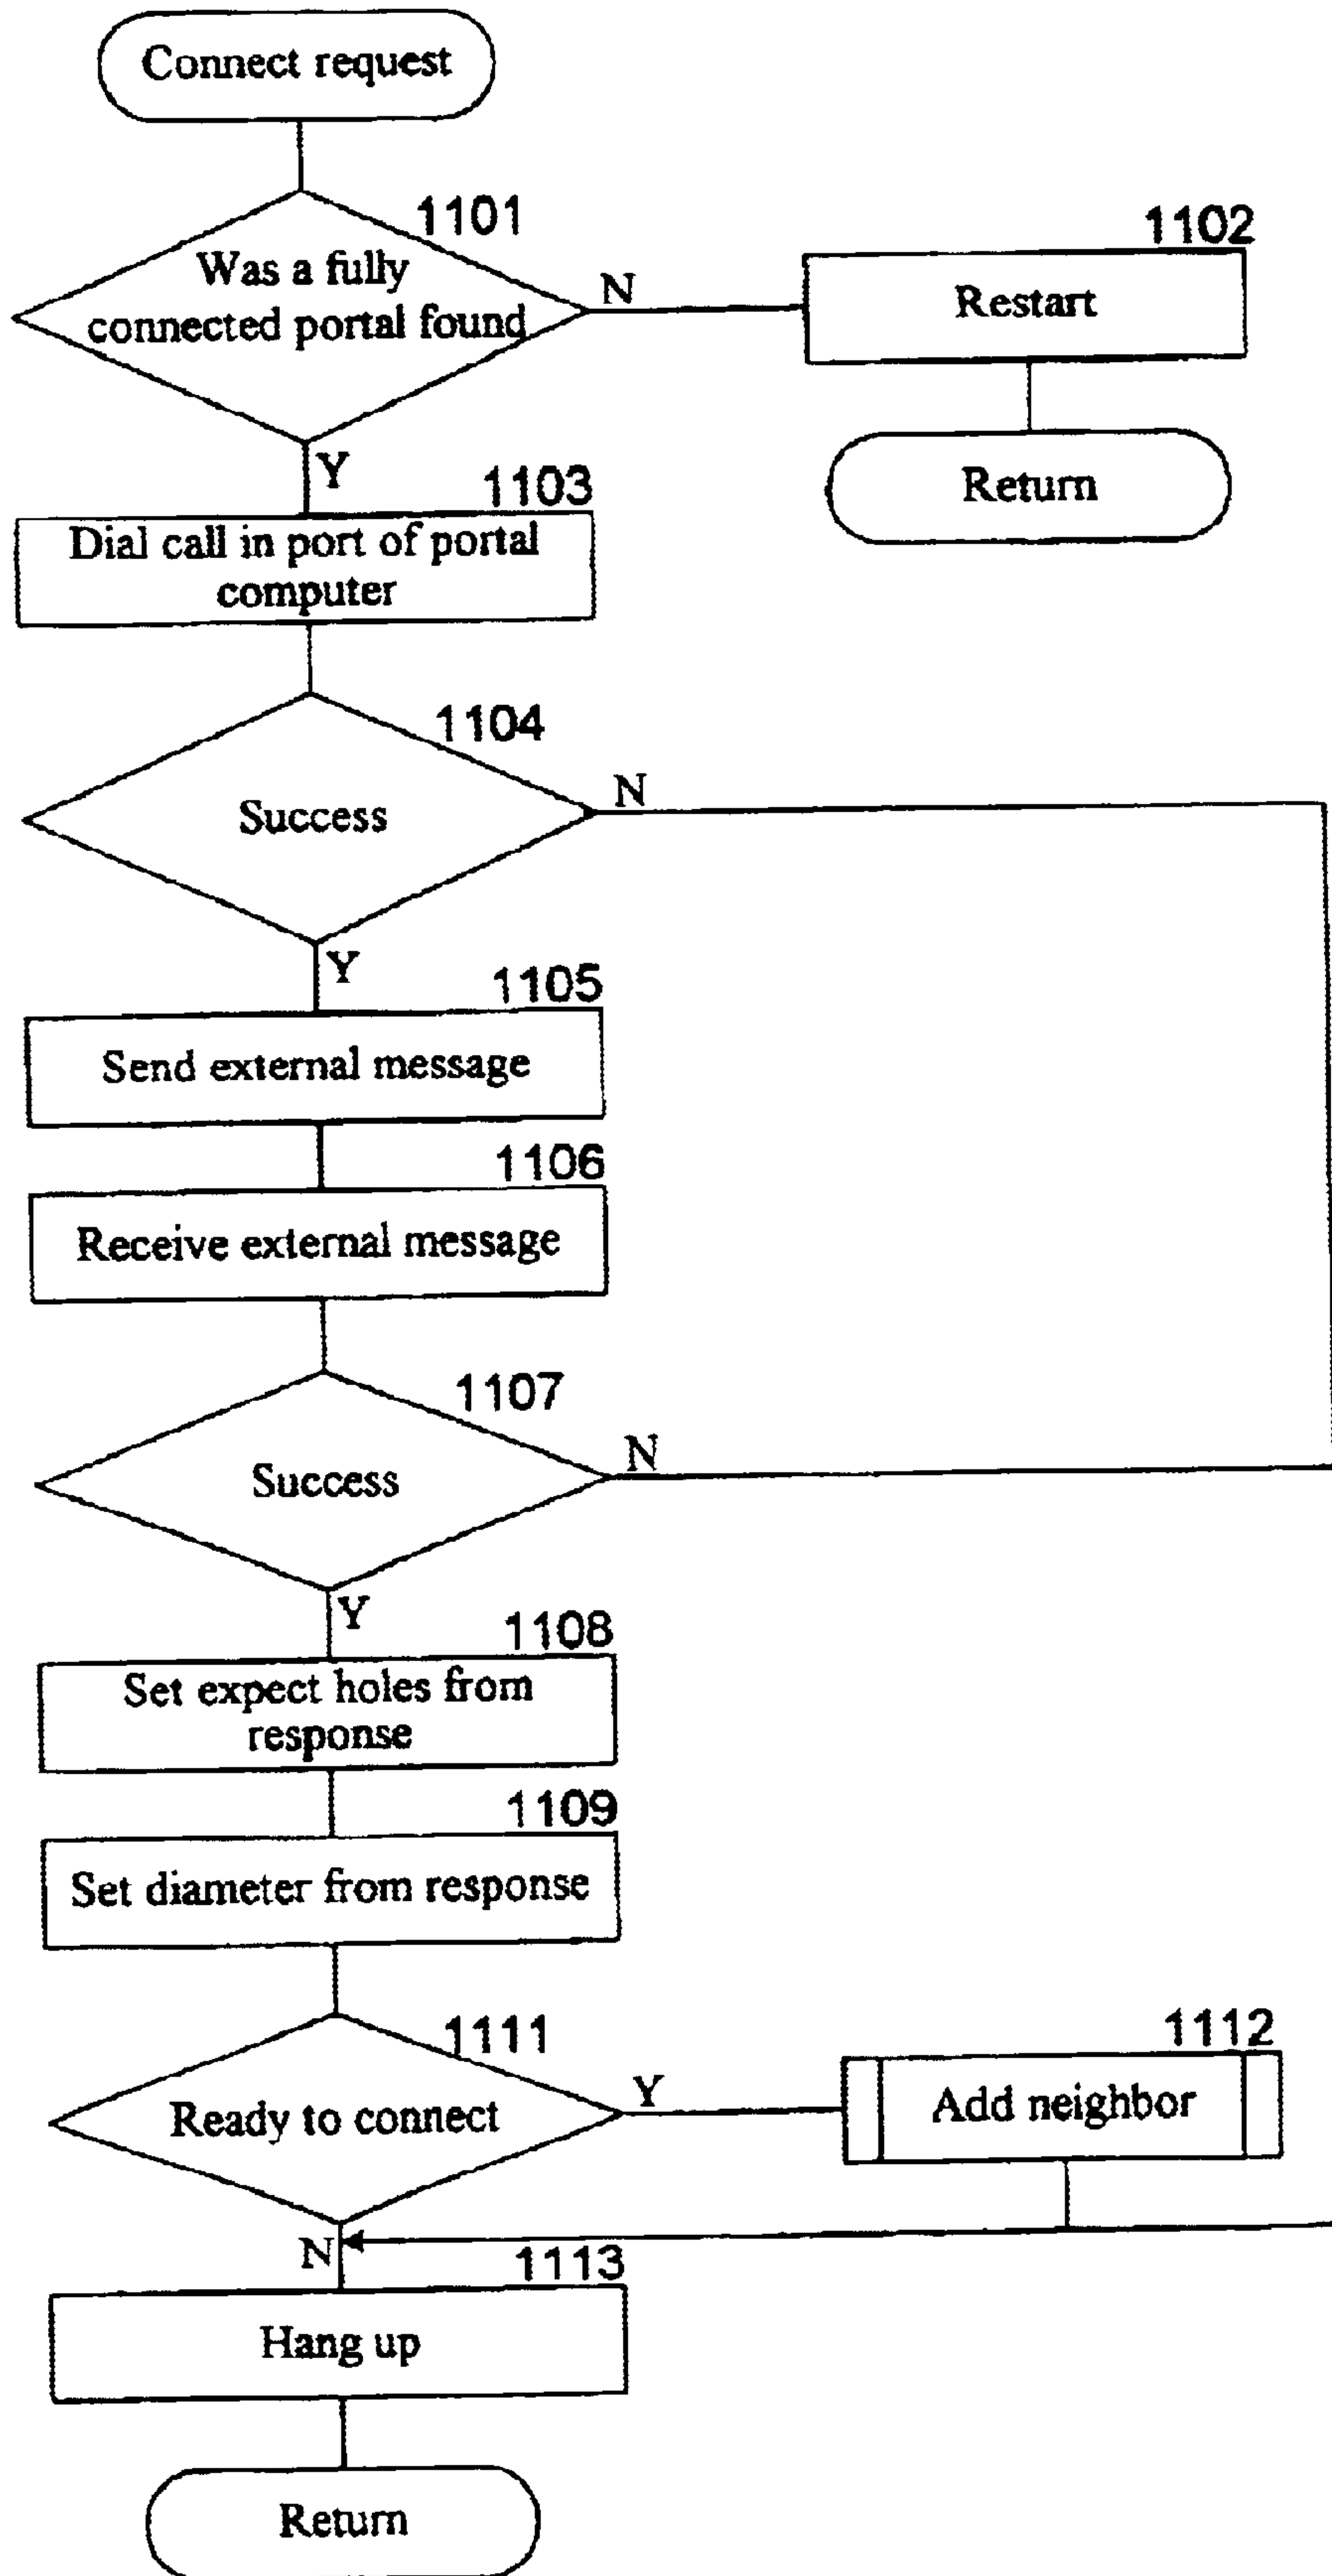 Connect request
1101
Was a fully
connected portal found
N
1102
Restart
Return
Y
1103
Dial call in port of portal
computer
1104
Success
N
Y
1105
Send external message
1106
Receive external message
1107
Success
N
Y
1108
Set expect holes from
response
1109
Set diameter from response
1111
Ready to connect
Y
1112
Add neighbor
N
1113
Hang up
Return